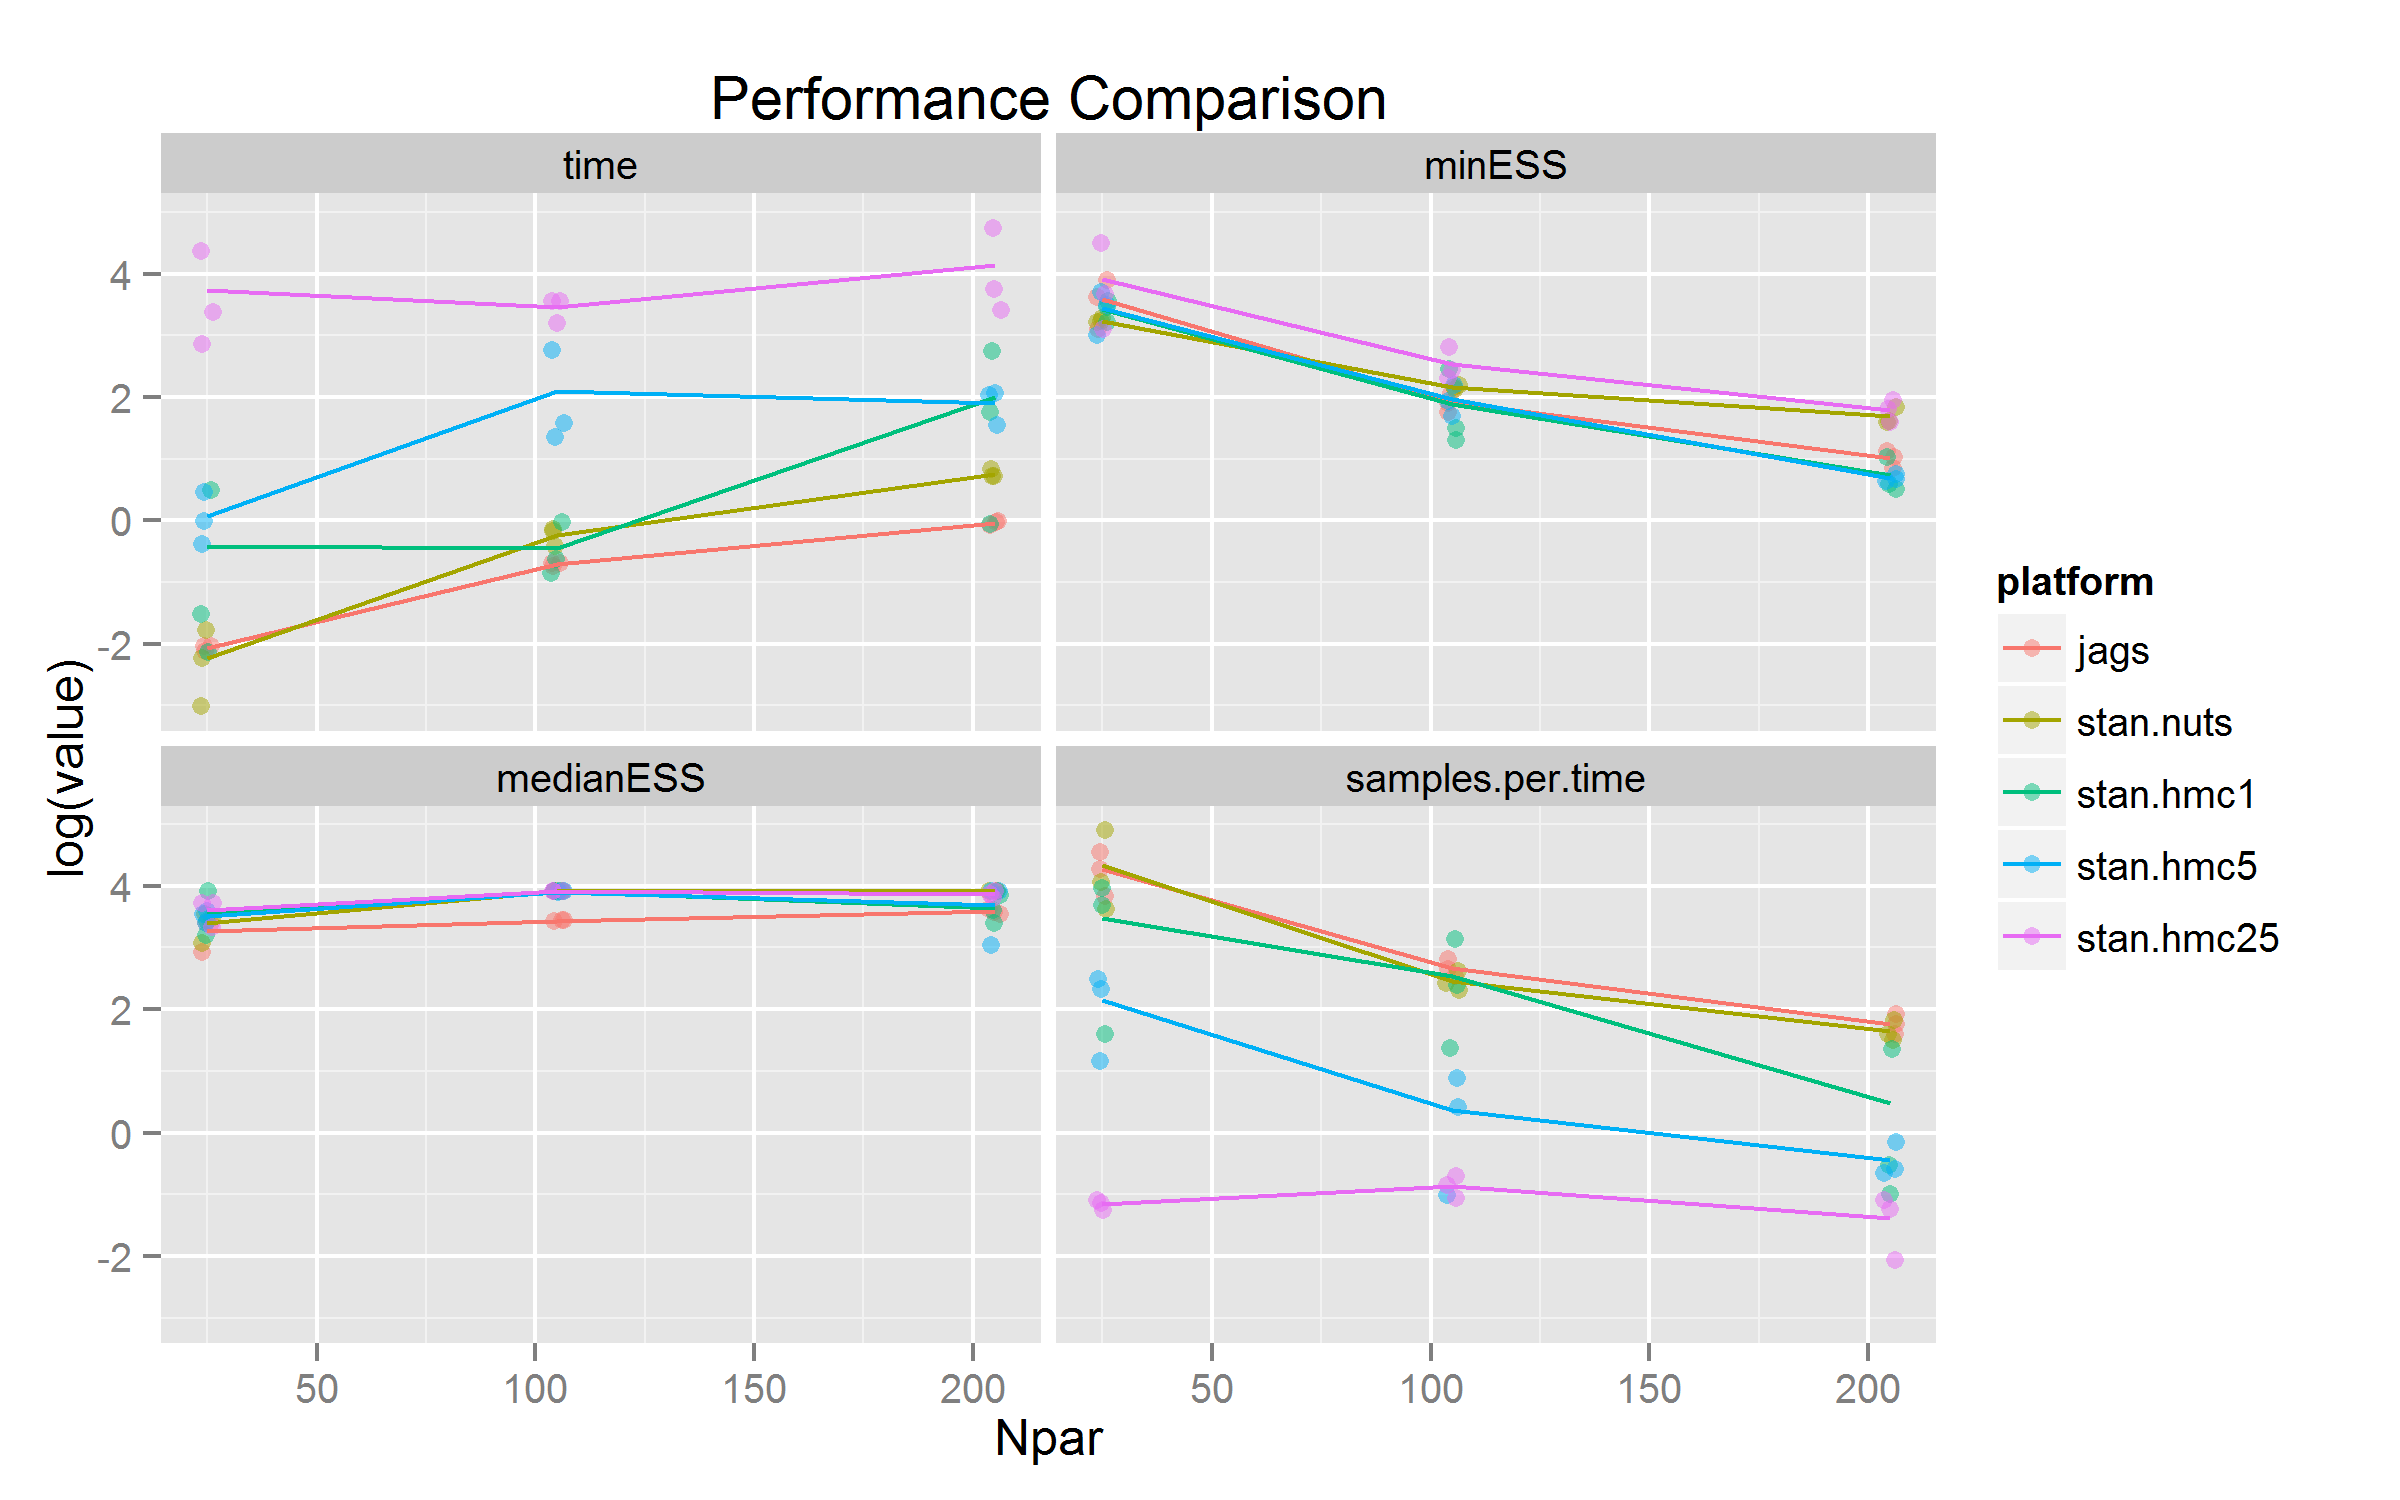 Performance Comparison
time
minESS
4
2
0
-2
medianESS
samples.per.time
4
2
0
-2
50
100
150
200
50
100
150
200
Npar
log(value)
platform
jags
stan.nuts
stan.hmc1
stan.hmc5
stan.hmc25